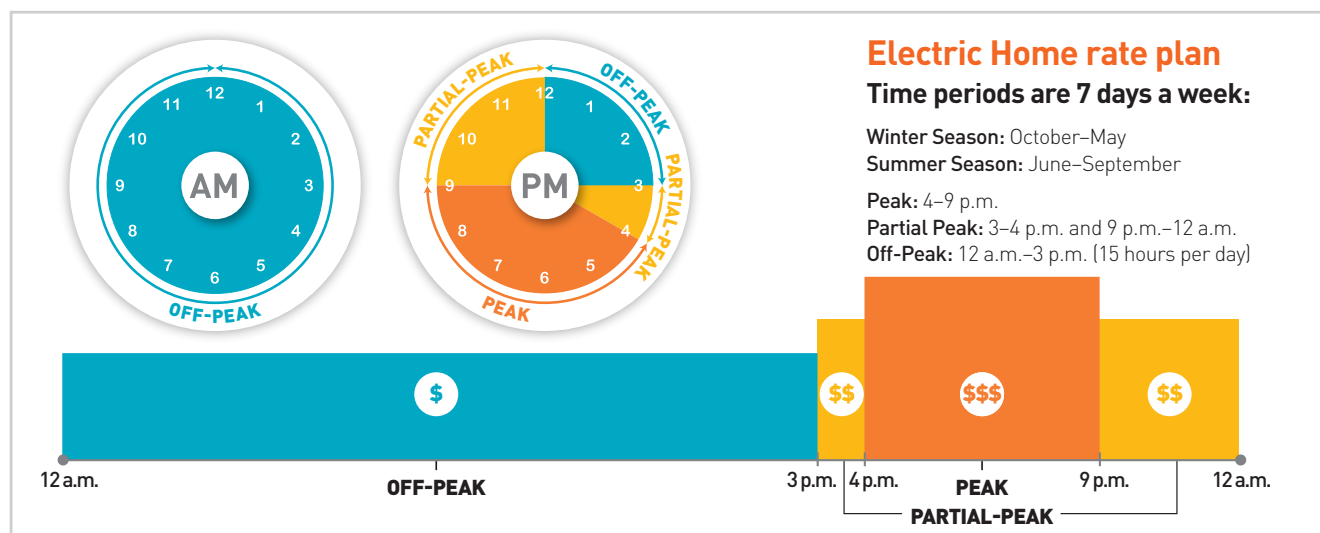 Electric Home rate plan
Time periods are 7 days a week:
Winter Season: October–May
Summer Season: June–September
Peak: 4–9 p.m.
Partial Peak: 3–4 p.m. and 9 p.m.–12 a.m.
Off-Peak: 12 a.m.–3 p.m. (15 hours per day)
AM
12
1
2
3
4
5
6
7
8
9
10
11
OFF-PEAK
PM
12
1
2
3
4
5
6
7
8
9
10
11
OFF-PEAK
PARTIAL-PEAK
PEAK
PARTIAL-PEAK
$
$$
$$$
$$
12 a.m.
OFF-PEAK
3 p.m.
4 p.m.
PEAK
9 p.m.
12 a.m.
PARTIAL-PEAK